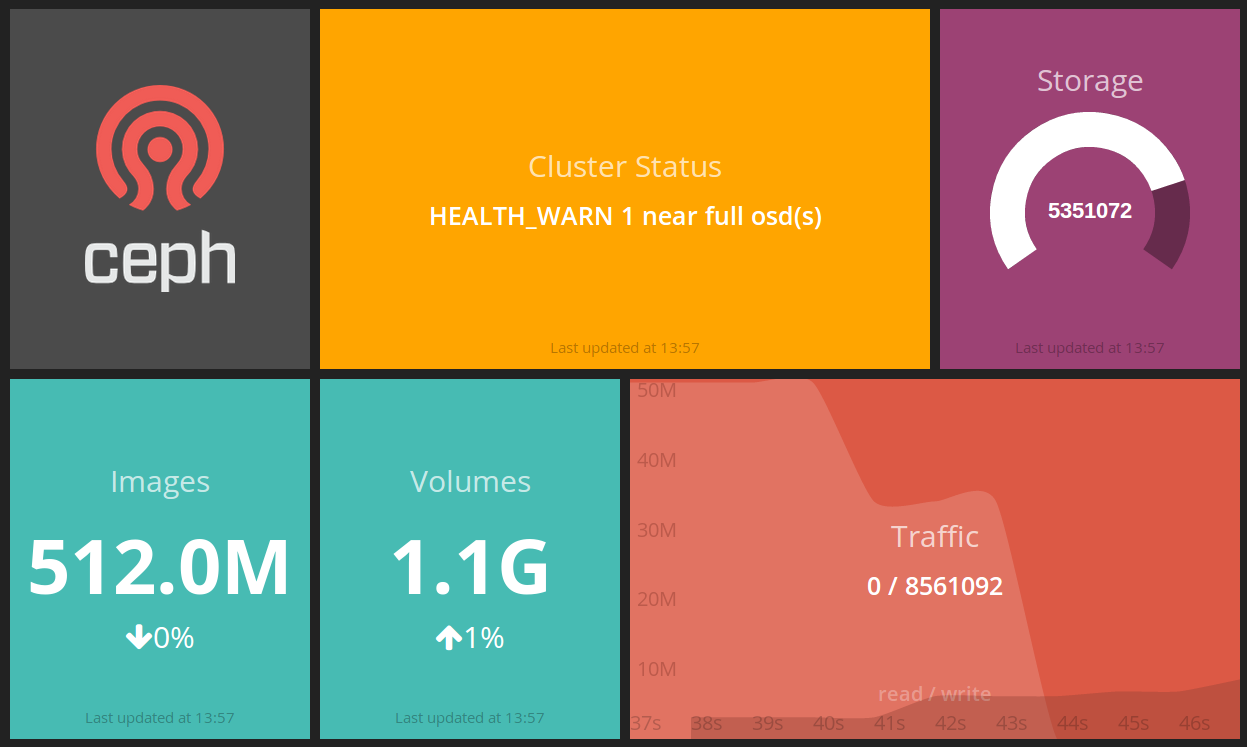 ceph
Cluster Status
HEALTH_WARN 1 near full osd(s)
Last updated at 13:57
Storage
5351072
Last updated at 13:57
Images
512.0M
0%
Last updated at 13:57
Volumes
1.1G
1%
Last updated at 13:57
50M
40M
30M
20M
10M
Traffic
0 / 8561092
read / write
37s 38s 39s 40s 41s 42s 43s 44s 45s 46s